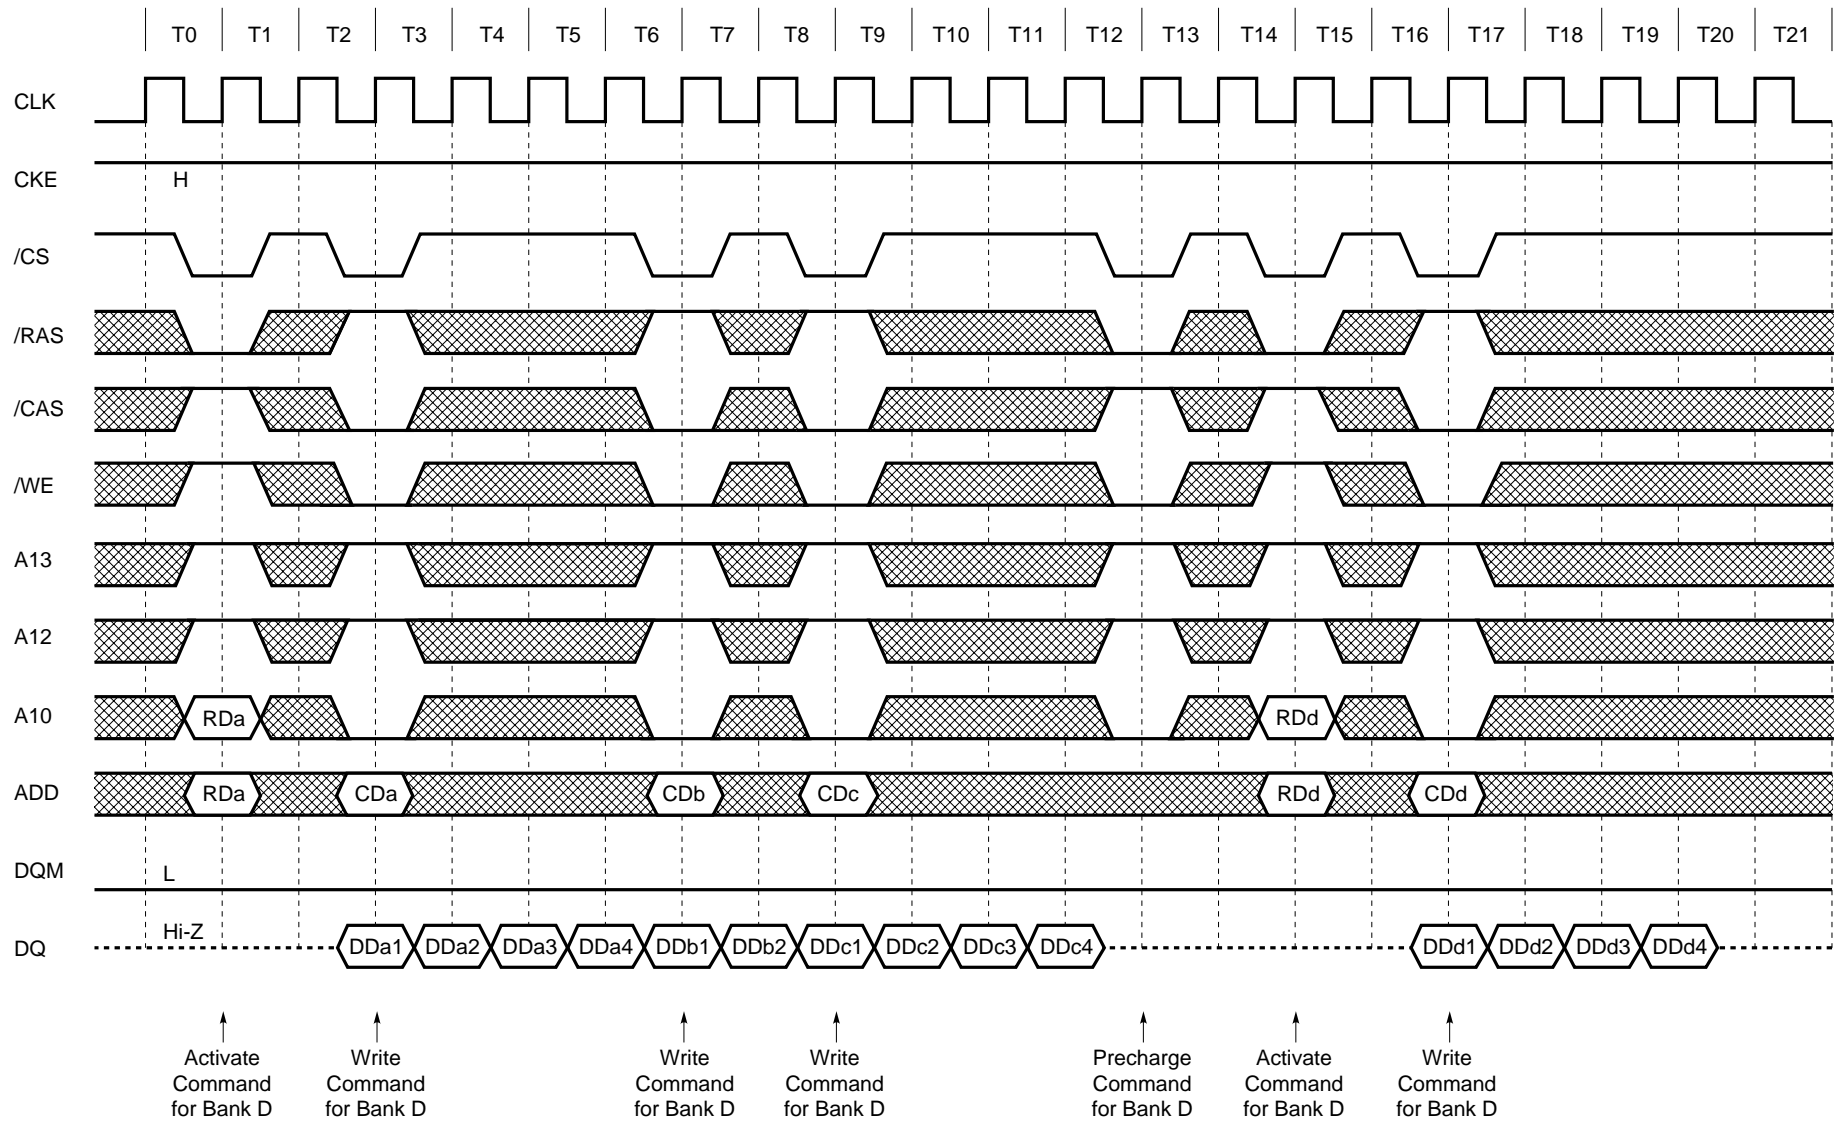 T0 T1 T2 T3 T4 T5 T6 T7 T8 T9 T10 T11 T12 T13 T14 T15 T16 T17 T18 T19 T20 T21
CLK
CKE H
/CS
/RAS
/CAS
/WE
A13
A12
A10 RDa RDd
ADD RDa CDa CDb CDc RDd CDd
DQM L
DQ Hi-Z DDa1 DDa2 DDa3 DDa4 DDb1 DDb2 DDc1 DDc2 DDc3 DDc4 DDd1 DDd2 DDd3 DDd4
Activate
Command
for Bank D
Write
Command
for Bank D
Write
Command
for Bank D
Write
Command
for Bank D
Precharge
Command
for Bank D
Activate
Command
for Bank D
Write
Command
for Bank D